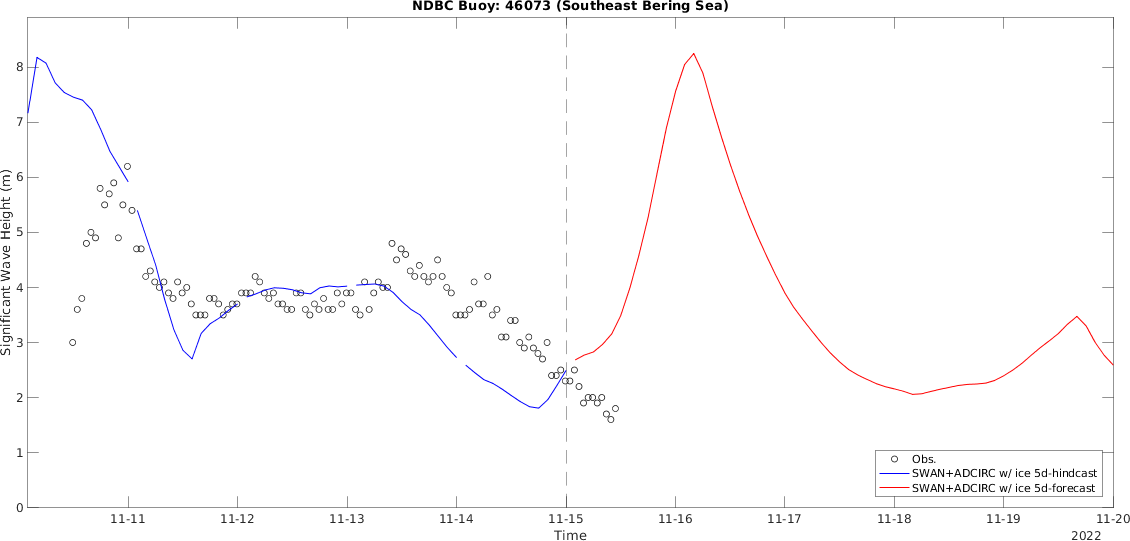 NDBC Buoy: 46073 (Southeast Bering Sea)
Significant Wave Height (m)
8
7
6
5
4
3
2
1
0
Obs.
SWAN+ADCIRC w/ ice 5d-hindcast
SWAN+ADCIRC w/ ice 5d-forecast
11-11 11-12 11-13 11-14 11-15 11-16 11-17 11-18 11-19 11-20
Time
2022